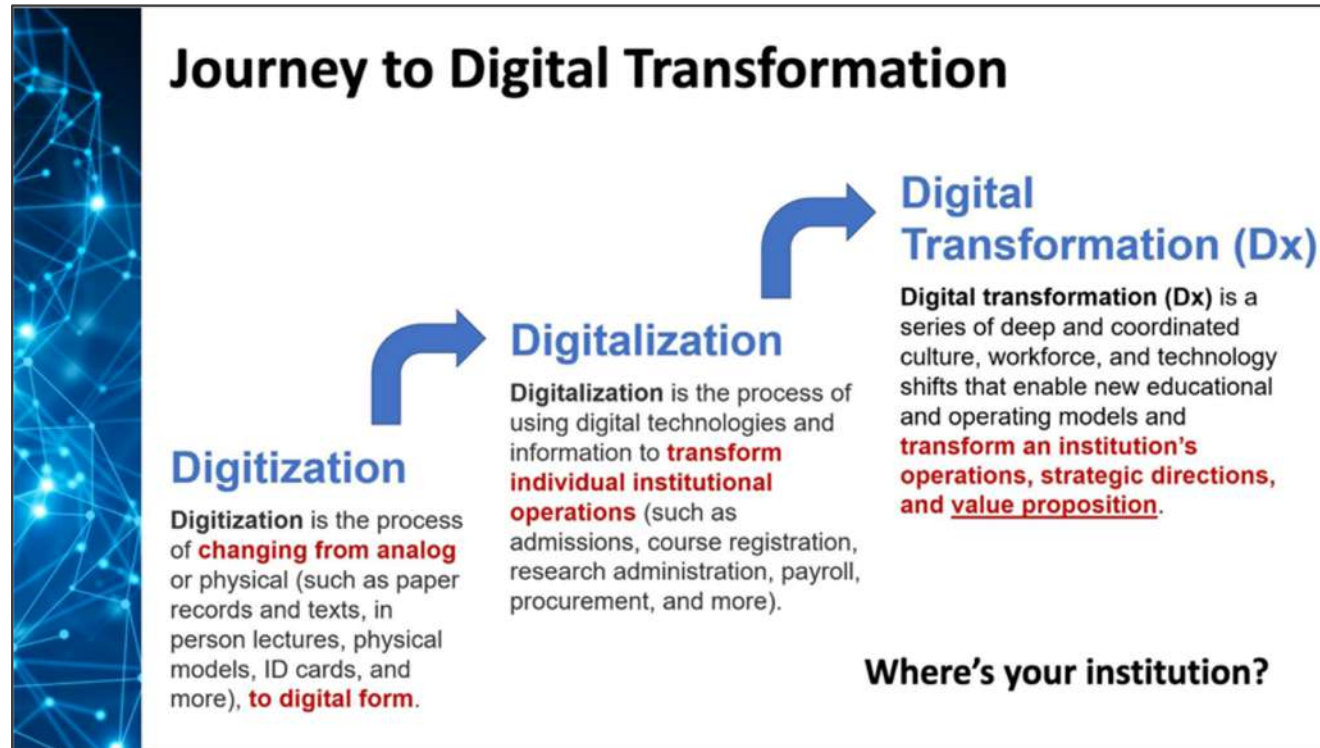 Journey to Digital Transformation
Digitization
Digitization is the process
of changing from analog
or physical (such as paper
records and texts, in
person lectures, physical
models, ID cards, and
more), to digital form.
Digitalization
Digitalization is the process of
using digital technologies and
information to transform
individual institutional
operations (such as
admissions, course registration,
research administration, payroll,
procurement, and more).
Digital
Transformation (Dx)
Digital transformation (Dx) is a
series of deep and coordinated
culture, workforce, and technology
shifts that enable new educational
and operating models and
transform an institution’s
operations, strategic directions,
and value proposition.
Where’s your institution?